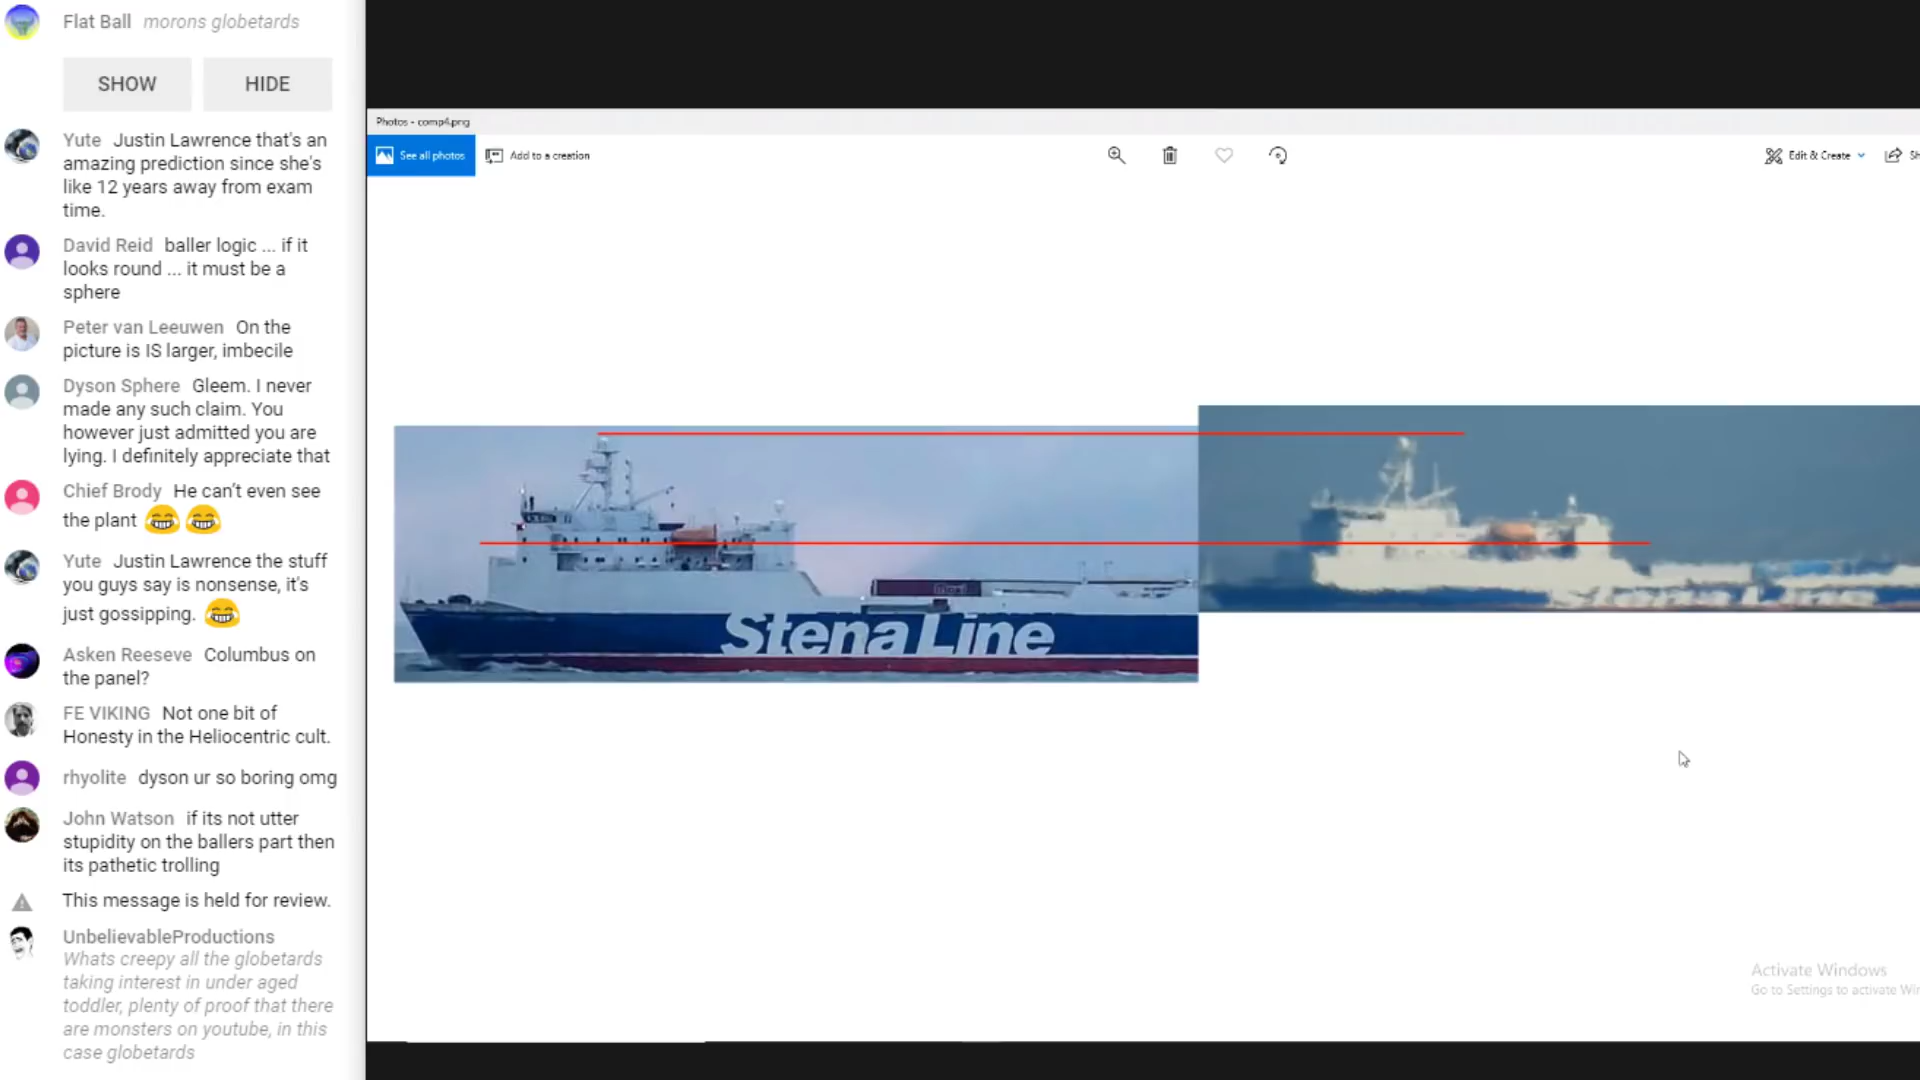 Flat Ball morons globetards
SHOW HIDE
Yute Justin Lawrence that's an
amazing prediction since she's
like 12 years away from exam
time.
David Reid baller logic ... if it
looks round ... it must be a
sphere
Peter van Leeuwen On the
picture is IS larger, imbecile
Dyson Sphere Gleem. I never
made any such claim. You
however just admitted you are
lying. I definitely appreciate that
Chief Brody He can't even see
the plant
Yute Justin Lawrence the stuff
you guys say is nonsense, it's
just gossipping.
Asken Reeseve Columbus on
the panel?
FE VIKING Not one bit of
Honesty in the Heliocentric cult.
rhyolite dyson ur so boring omg
John Watson if its not utter
stupidity on the ballers part then
its pathetic trolling
This message is held for review.
UnbelievableProductions
Whats creepy all the globetards
taking interest in under aged
toddler, plenty of proof that there
are monsters on youtube, in this
case globetards
Photos - comp4.png
See all photos
Add to a creation
Edit & Create
Sh
Stena Line
Activate Windows
Go to Settings to activate Win